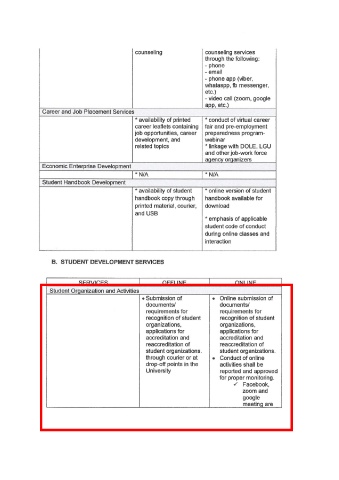 counseling
counseling services
through the following:
- phone
- email
- phone app (viber,
whatsapp, fb messenger,
etc.)
- video call (zoom, google
app, etc.)
Career and Job Placement Services
* availability of printed
career leaflets containing
job opportunities, career
development, and
related topics
* conduct of virtual career
fair and pre-employment
preparedness program-
webinar
* linkage with DOLE, LGU
and other job-work force
agency organizers
Economic Enterprise Development
* N/A
* N/A
Student Handbook Development
* availability of student
handbook copy through
printed material, courier,
and USB
* online version of student
handbook available for
download
* emphasis of applicable
student code of conduct
during online classes and
interaction
B. STUDENT DEVELOPMENT SERVICES
SERVICES
OFFLINE
ONLINE
Student Organization and Activities
• Submission of
documents/
requirements for
recognition of student
organizations,
applications for
accreditation and
reaccreditation of
student organizations.
through courier or at
drop-off points in the
University
• Online submission of
documents/
requirements for
recognition of student
organizations,
applications for
accreditation and
reaccreditation of
student organizations.
• Conduct of online
activities shall be
reported and approved
for proper monitoring.
✓ Facebook,
zoom and
google
meeting are